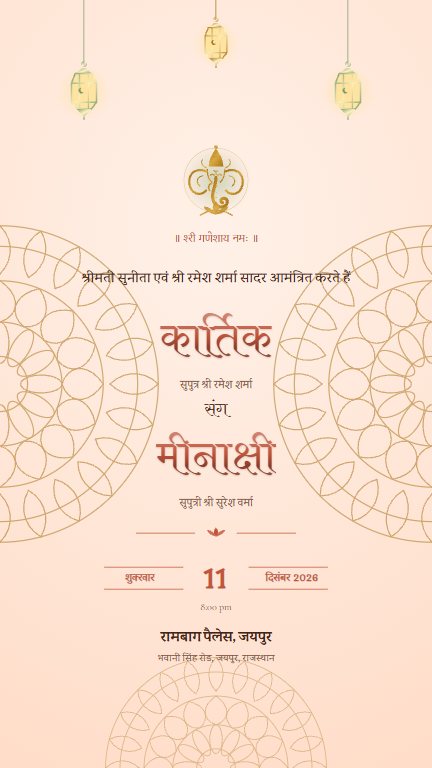 ॥ श्री गणेशाय नमः ॥
श्रीमती सुनीता एवं श्री रमेश शर्मा सादर आमंत्रित करते हैं
कार्तिक
सुपुत्र श्री रमेश शर्मा
संग
मीनाक्षी
सुपुत्री श्री सुरेश वर्मा
शुक्रवार 11 दिसंबर 2026
8:00 pm
रामबाग पैलेस, जयपुर
भवानी सिंह रोड, जयपुर, राजस्थान